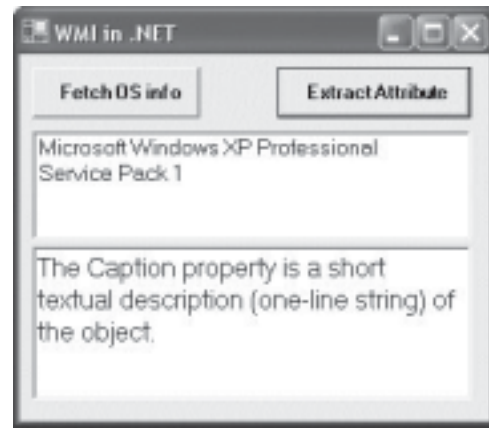 WMI in .NET
Fetch OS info
Extract Attribute
Microsoft Windows XP Professional
Service Pack 1
The Caption property is a short
textual description (one-line string) of
the object.